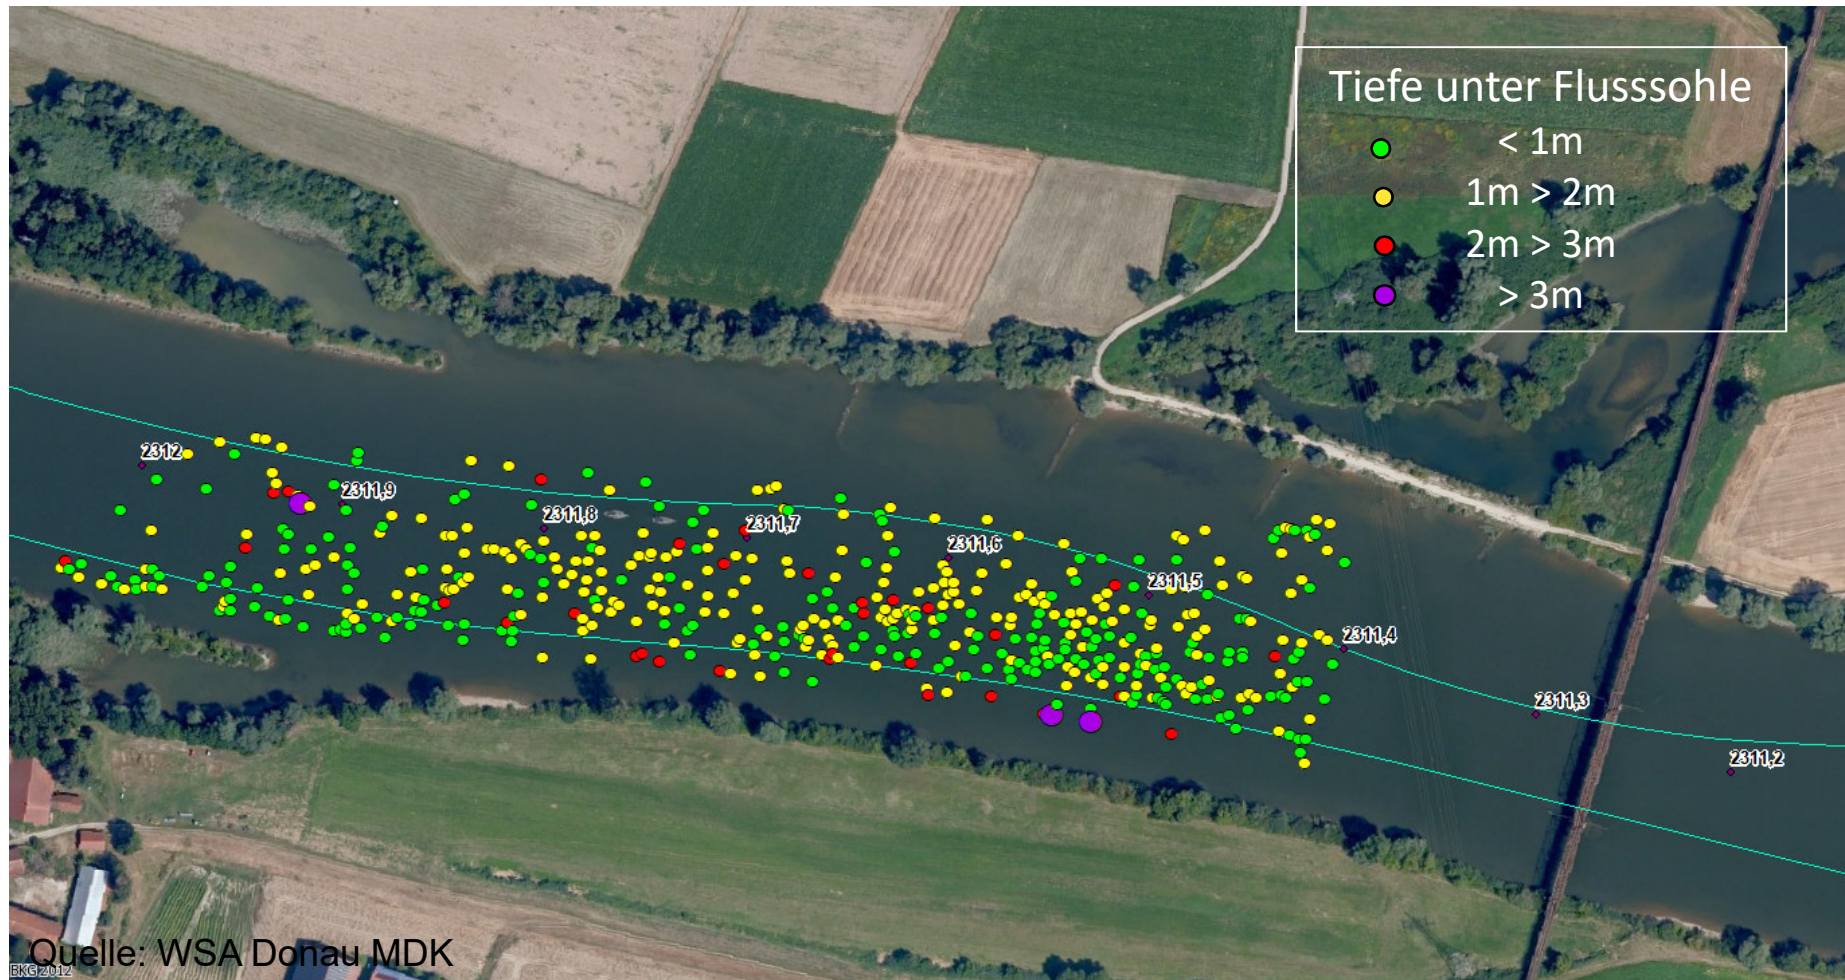 Tiefe unter Flusssohle
< 1m
1m > 2m
2m > 3m
> 3m
2312
2311,9
2311,8
2311,7
2311,6
2311,5
2311,4
2311,3
2311,2
Quelle: WSA Donau MDK
BKG 2012